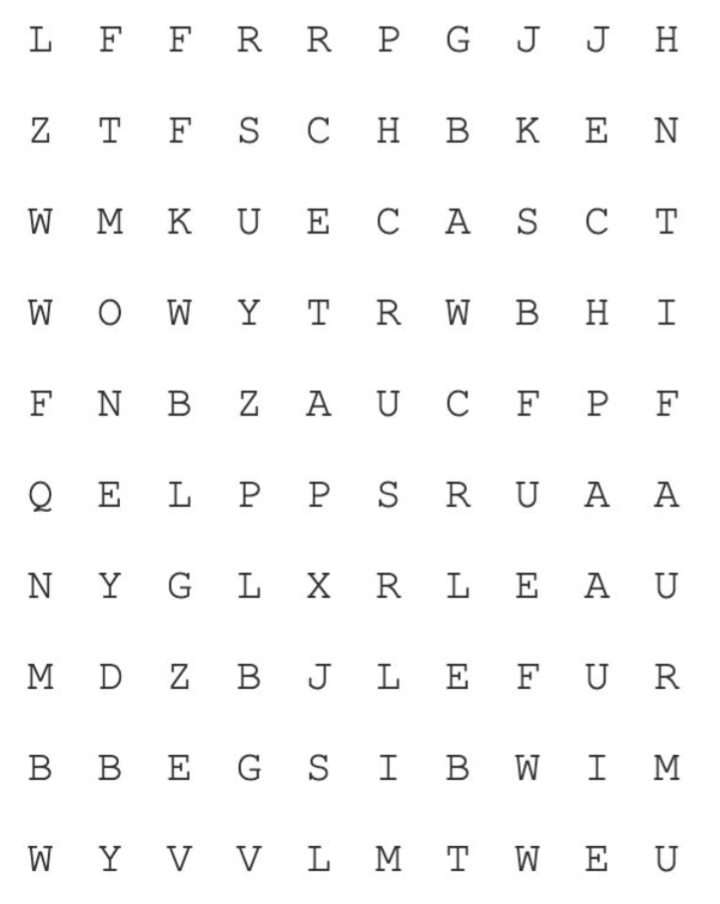 L F F R R P G J J H
Z T F S C H B K E N
W M K U E C A S C T
W O W Y T R W B H I
F N B Z A U C F P F
Q E L P P S R U A A
N Y G L X R L E A U
M D Z B J L E F U R
B B E G S I B W I M
W Y V V L M T W E U